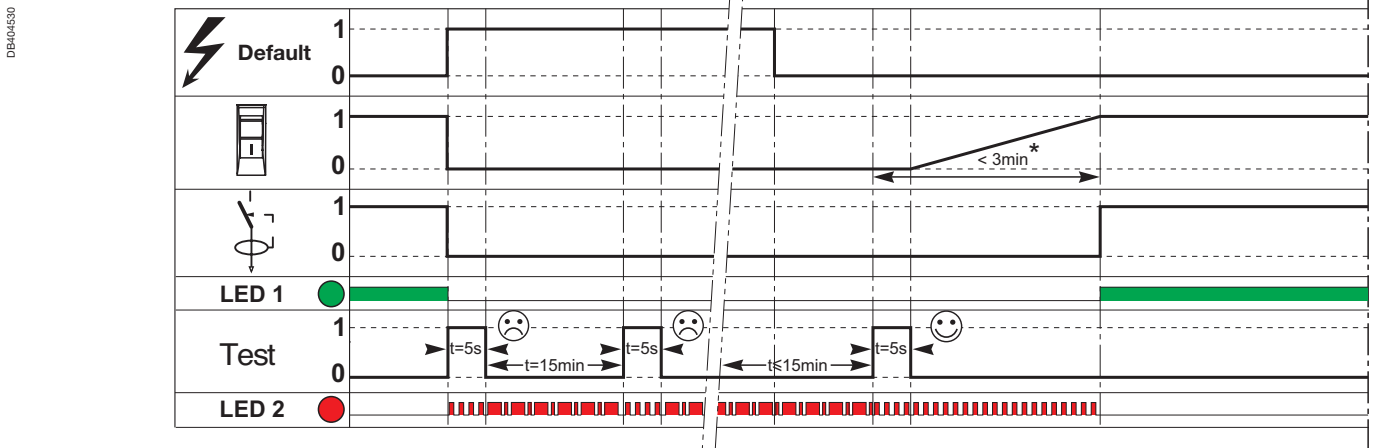 DB404530
Default
1
0
1
0
< 3min*
1
0
LED 1
Test
1
0
t=5s
t=15min
t=5s
t≤15min
t=5s
LED 2